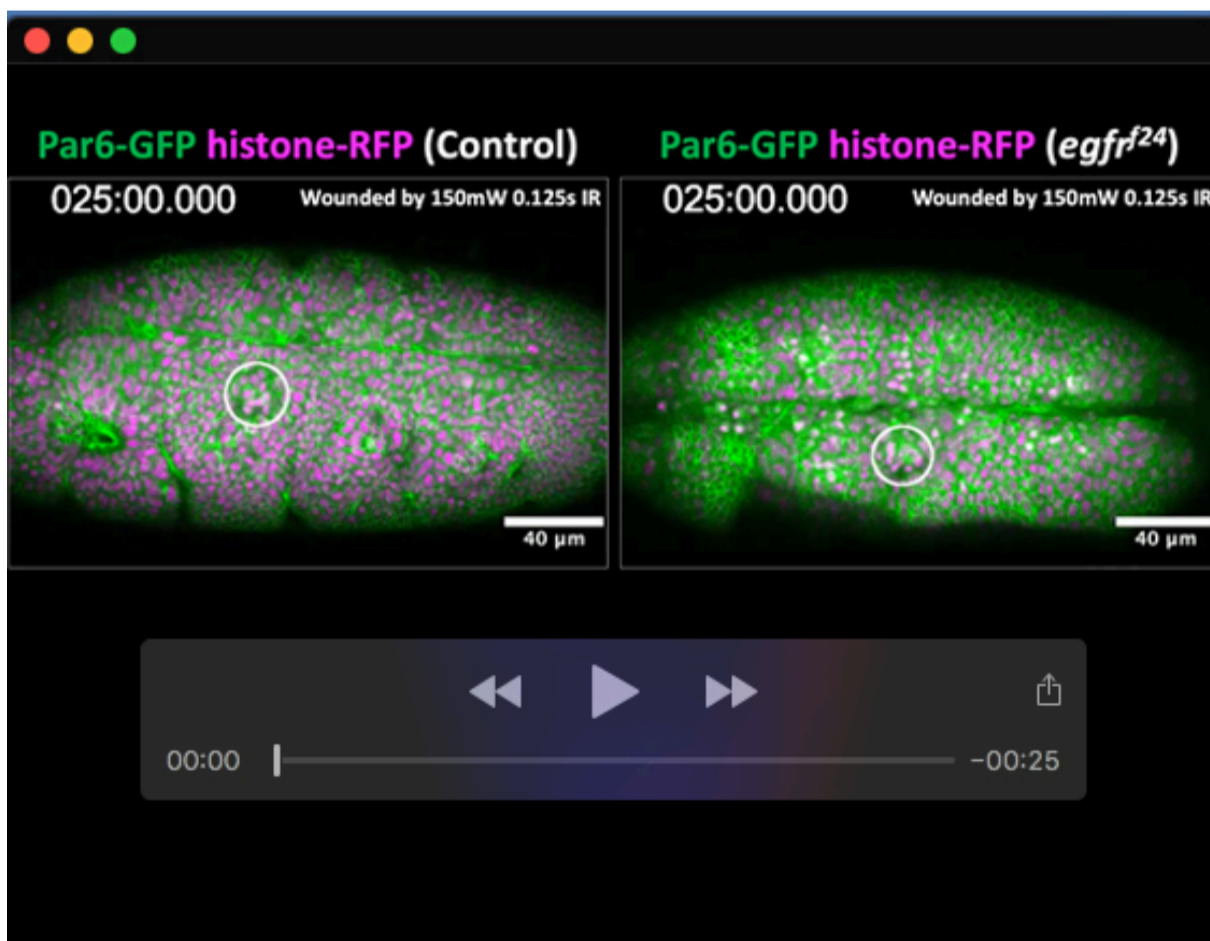 Par6-GFP histone-RFP (Control)
Par6-GFP histone-RFP (egfrᶠ²⁴)
025:00.000
Wounded by 150mW 0.125s IR
025:00.000
Wounded by 150mW 0.125s IR
40 µm
40 µm
00:00
-00:25